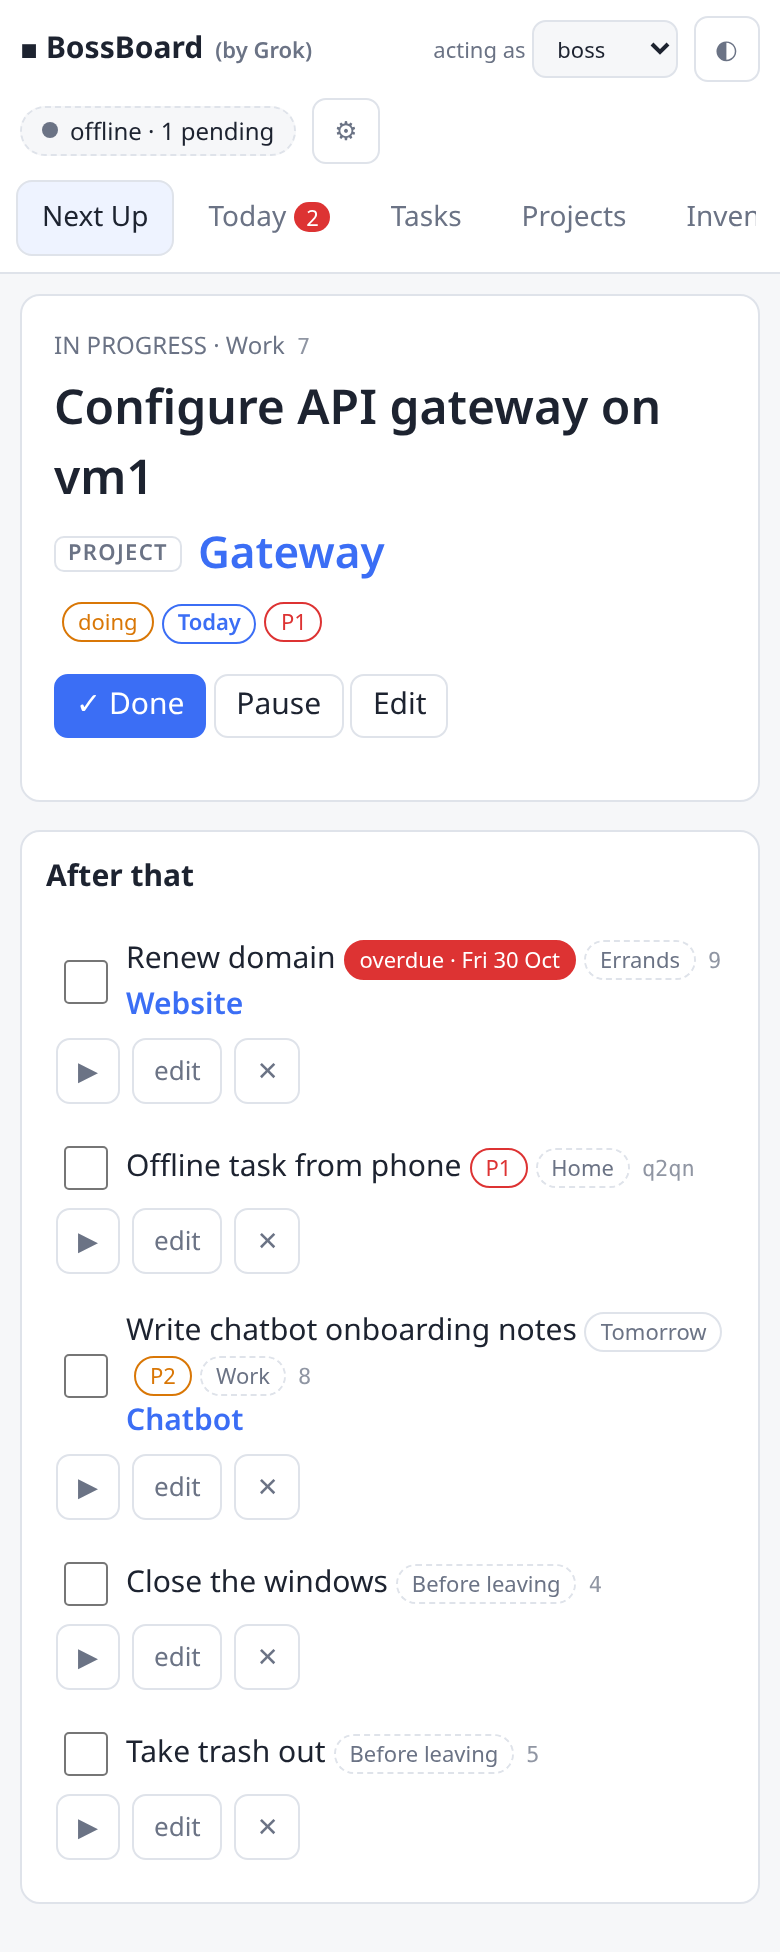 ■ BossBoard (by Grok) acting as boss
offline · 1 pending
Next Up Today 2 Tasks Projects Inven
IN PROGRESS · Work 7
Configure API gateway on
vm1
PROJECT Gateway
doing Today P1
✓ Done Pause Edit
After that
Renew domain overdue · Fri 30 Oct Errands 9
Website
▶ edit ✕
Offline task from phone P1 Home q2qn
▶ edit ✕
Write chatbot onboarding notes Tomorrow
P2 Work 8
Chatbot
▶ edit ✕
Close the windows Before leaving 4
▶ edit ✕
Take trash out Before leaving 5
▶ edit ✕